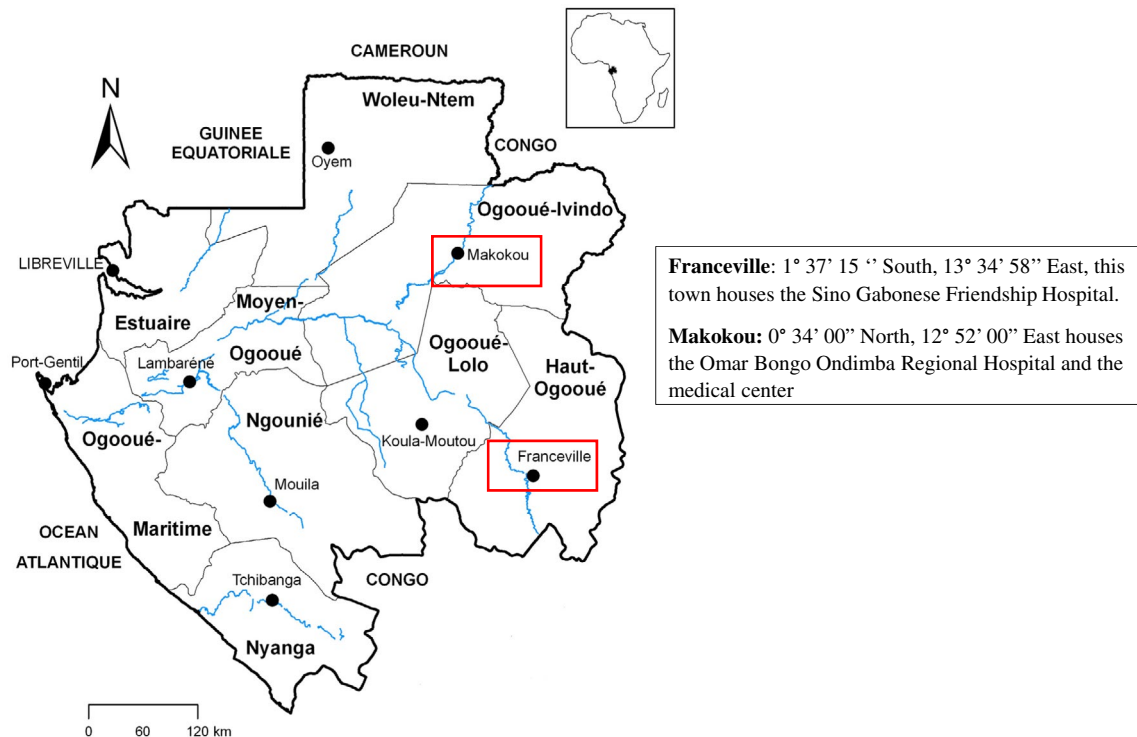 CAMEROUN
N
Woleu-Ntem
GUINEE
EQUATORIALE
CONGO
Oyem
Ogooué-Ivindo
Makokou
LIBREVILLE
Moyen-
Ogooué
Estuaire
Port-Gentil
Lambaréne
Ogooué-
Lolo
Haut-
Ogooué
Ngounié
Ogooué-
Maritime
Koula-Moutou
Franceville
Mouila
OCEAN
ATLANTIQUE
CONGO
Tchibanga
Nyanga
0 60 120 km
Franceville: 1° 37’ 15 ‘’ South, 13° 34’ 58’’ East, this
town houses the Sino Gabonese Friendship Hospital.
Makokou: 0° 34’ 00’’ North, 12° 52’ 00’’ East houses
the Omar Bongo Ondimba Regional Hospital and the
medical center